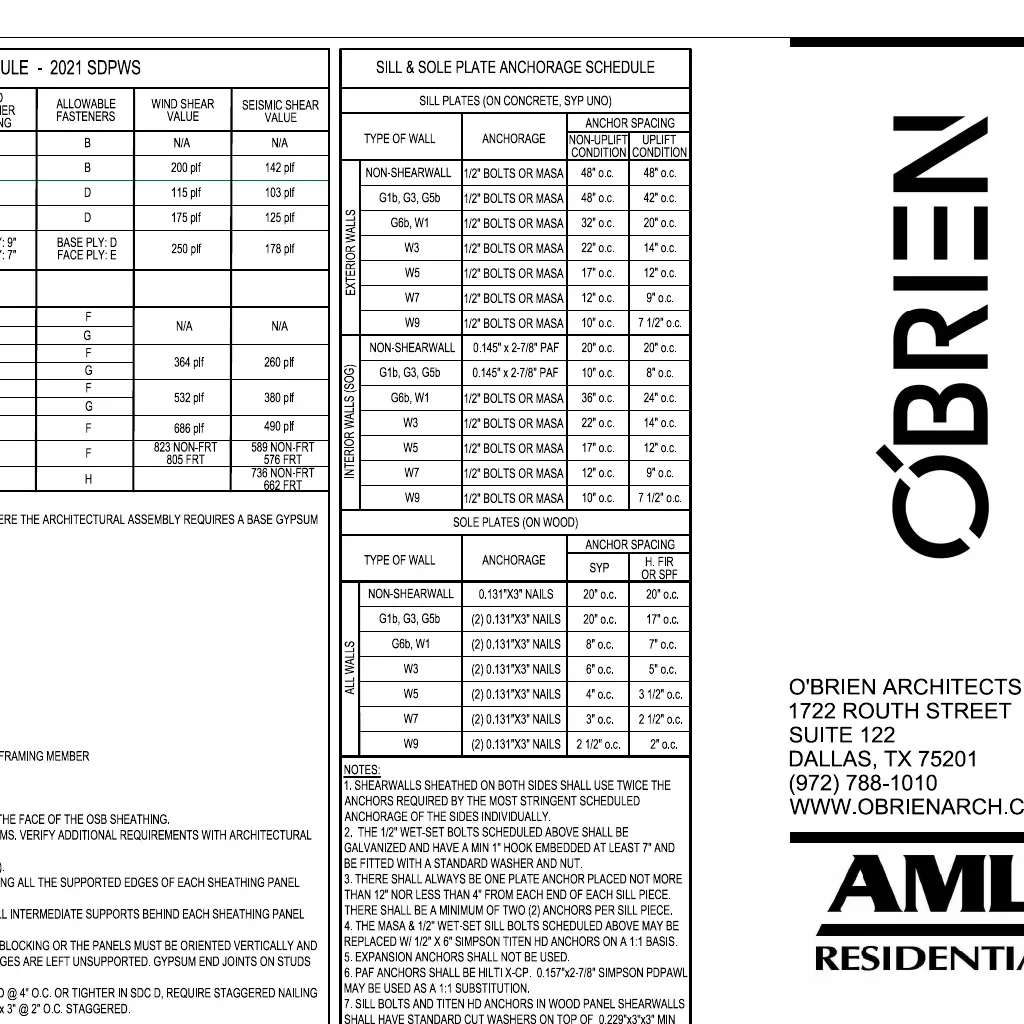 ULE - 2021 SDPWS
ALLOWABLE FASTENERS WIND SHEAR VALUE SEISMIC SHEAR VALUE
B N/A N/A
B 200 plf 142 plf
D 115 plf 103 plf
D 175 plf 125 plf
: 9" BASE PLY: D 250 plf 178 plf
: 7" FACE PLY: E
F N/A N/A
G
F 364 plf 260 plf
G
F 532 plf 380 plf
G
F 686 plf 490 plf
F 823 NON-FRT 589 NON-FRT
805 FRT 576 FRT
H 736 NON-FRT
662 FRT
ERE THE ARCHITECTURAL ASSEMBLY REQUIRES A BASE GYPSUM
FRAMING MEMBER
THE FACE OF THE OSB SHEATHING.
MS. VERIFY ADDITIONAL REQUIREMENTS WITH ARCHITECTURAL
).
NG ALL THE SUPPORTED EDGES OF EACH SHEATHING PANEL
L INTERMEDIATE SUPPORTS BEHIND EACH SHEATHING PANEL
BLOCKING OR THE PANELS MUST BE ORIENTED VERTICALLY AND
GES ARE LEFT UNSUPPORTED. GYPSUM END JOINTS ON STUDS
D @ 4" O.C. OR TIGHTER IN SDC D, REQUIRE STAGGERED NAILING
x 3" @ 2" O.C. STAGGERED.
SILL & SOLE PLATE ANCHORAGE SCHEDULE
SILL PLATES (ON CONCRETE, SYP UNO)
TYPE OF WALL ANCHORAGE ANCHOR SPACING
NON-UPLIFT CONDITION UPLIFT CONDITION
EXTERIOR WALLS
NON-SHEARWALL 1/2" BOLTS OR MASA 48" o.c. 48" o.c.
G1b, G3, G5b 1/2" BOLTS OR MASA 48" o.c. 42" o.c.
G6b, W1 1/2" BOLTS OR MASA 32" o.c. 20" o.c.
W3 1/2" BOLTS OR MASA 22" o.c. 14" o.c.
W5 1/2" BOLTS OR MASA 17" o.c. 12" o.c.
W7 1/2" BOLTS OR MASA 12" o.c. 9" o.c.
W9 1/2" BOLTS OR MASA 10" o.c. 7 1/2" o.c.
INTERIOR WALLS (SOG)
NON-SHEARWALL 0.145" x 2-7/8" PAF 20" o.c. 20" o.c.
G1b, G3, G5b 0.145" x 2-7/8" PAF 10" o.c. 8" o.c.
G6b, W1 1/2" BOLTS OR MASA 36" o.c. 24" o.c.
W3 1/2" BOLTS OR MASA 22" o.c. 14" o.c.
W5 1/2" BOLTS OR MASA 17" o.c. 12" o.c.
W7 1/2" BOLTS OR MASA 12" o.c. 9" o.c.
W9 1/2" BOLTS OR MASA 10" o.c. 7 1/2" o.c.
SOLE PLATES (ON WOOD)
TYPE OF WALL ANCHORAGE ANCHOR SPACING
SYP H. FIR OR SPF
ALL WALLS
NON-SHEARWALL 0.131"X3" NAILS 20" o.c. 20" o.c.
G1b, G3, G5b (2) 0.131"X3" NAILS 20" o.c. 17" o.c.
G6b, W1 (2) 0.131"X3" NAILS 8" o.c. 7" o.c.
W3 (2) 0.131"X3" NAILS 6" o.c. 5" o.c.
W5 (2) 0.131"X3" NAILS 4" o.c. 3 1/2" o.c.
W7 (2) 0.131"X3" NAILS 3" o.c. 2 1/2" o.c.
W9 (2) 0.131"X3" NAILS 2 1/2" o.c. 2" o.c.
NOTES:
1. SHEARWALLS SHEATHED ON BOTH SIDES SHALL USE TWICE THE
ANCHORS REQUIRED BY THE MOST STRINGENT SCHEDULED
ANCHORAGE OF THE SIDES INDIVIDUALLY.
2. THE 1/2" WET-SET BOLTS SCHEDULED ABOVE SHALL BE
GALVANIZED AND HAVE A MIN 1" HOOK EMBEDDED AT LEAST 7" AND
BE FITTED WITH A STANDARD WASHER AND NUT.
3. THERE SHALL ALWAYS BE ONE PLATE ANCHOR PLACED NOT MORE
THAN 12" NOR LESS THAN 4" FROM EACH END OF EACH SILL PIECE.
THERE SHALL BE A MINIMUM OF TWO (2) ANCHORS PER SILL PIECE.
4. THE MASA & 1/2" WET-SET SILL BOLTS SCHEDULED ABOVE MAY BE
REPLACED W/ 1/2" X 6" SIMPSON TITEN HD ANCHORS ON A 1:1 BASIS.
5. EXPANSION ANCHORS SHALL NOT BE USED.
6. PAF ANCHORS SHALL BE HILTI X-CP. 0.157"x2-7/8" SIMPSON PDPAWL
MAY BE USED AS A 1:1 SUBSTITUTION.
7. SILL BOLTS AND TITEN HD ANCHORS IN WOOD PANEL SHEARWALLS
SHALL HAVE STANDARD CUT WASHERS ON TOP OF 0.229"x3"x3" MIN
O'BRIEN
O'BRIEN ARCHITECTS
1722 ROUTH STREET
SUITE 122
DALLAS, TX 75201
(972) 788-1010
WWW.OBRIENARCH.C
AML
RESIDENTIA